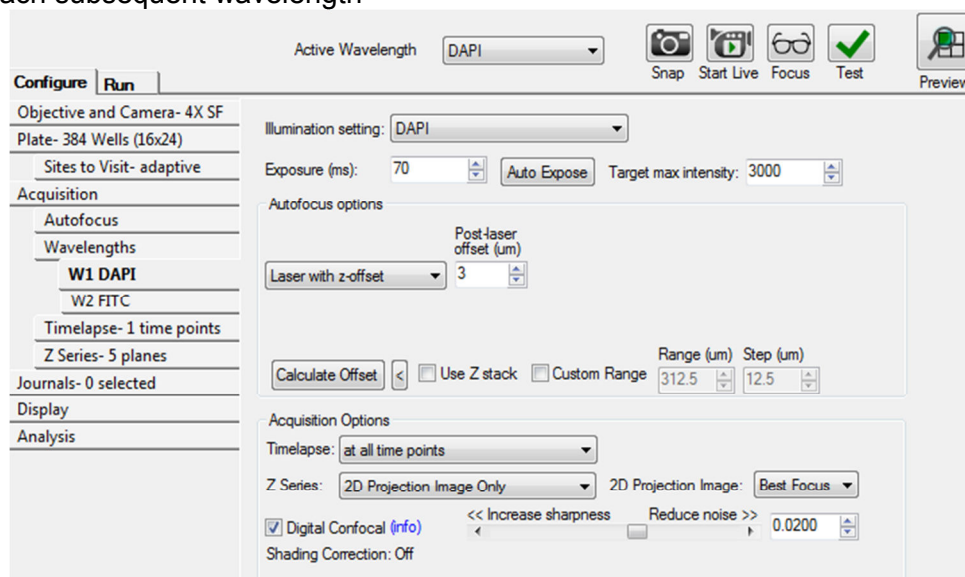 ach subsequent wavelength
Active Wavelength DAPI
Snap Start Live Focus Test Preview
Configure Run
Objective and Camera- 4X SF
Plate- 384 Wells (16x24)
Sites to Visit- adaptive
Acquisition
Autofocus
Wavelengths
W1 DAPI
W2 FITC
Timelapse- 1 time points
Z Series- 5 planes
Journals- 0 selected
Display
Analysis
Illumination setting: DAPI
Exposure (ms): 70 Auto Expose Target max intensity: 3000
Autofocus options
Post-laser
offset (um)
Laser with z-offset 3
Range (um) Step (um)
Calculate Offset < Use Z stack Custom Range 312.5 12.5
Acquisition Options
Timelapse: at all time points
Z Series: 2D Projection Image Only 2D Projection Image: Best Focus
<< Increase sharpness Reduce noise >>
Digital Confocal (info) 0.0200
Shading Correction: Off